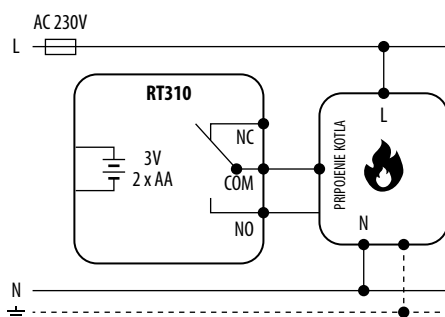 AC 230V
L
RT310
NC
L
3V
2 x AA
COM
PRIPOJENIE KOTLA
NO
N
N